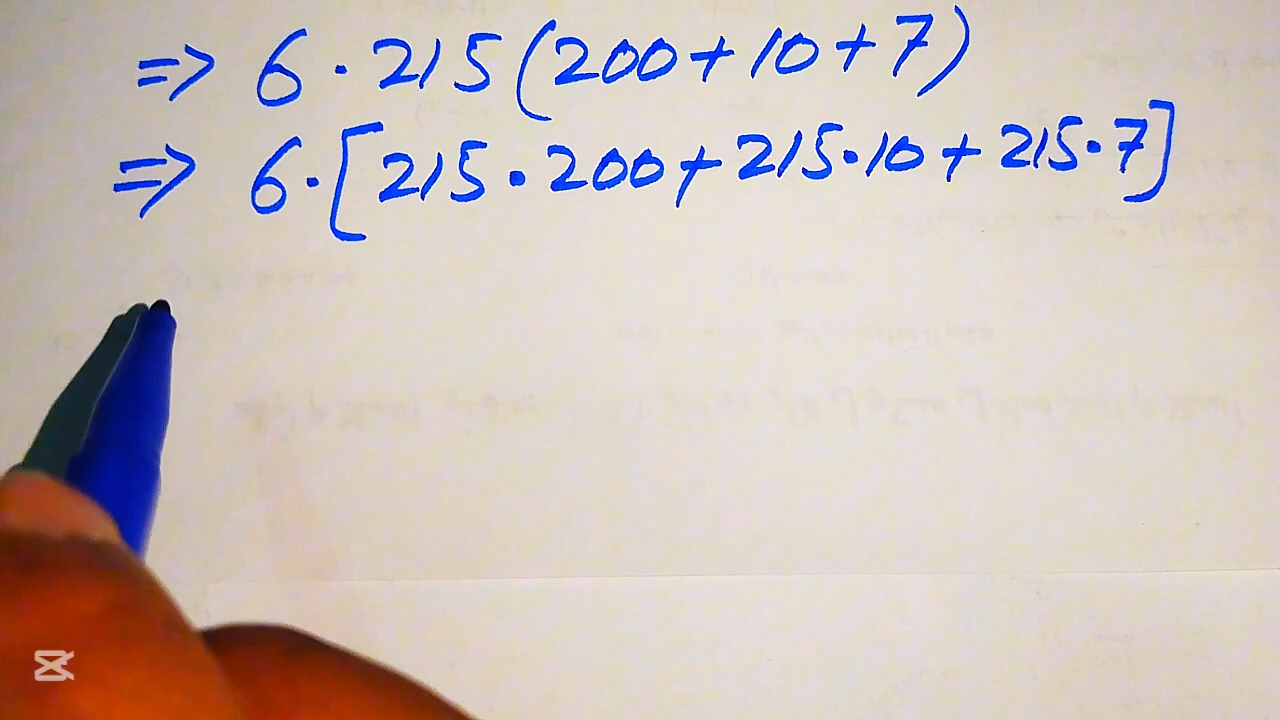 => 6 · 215 (200 + 10 + 7)
=> 6 · [215 · 200 + 215 · 10 + 215 · 7]